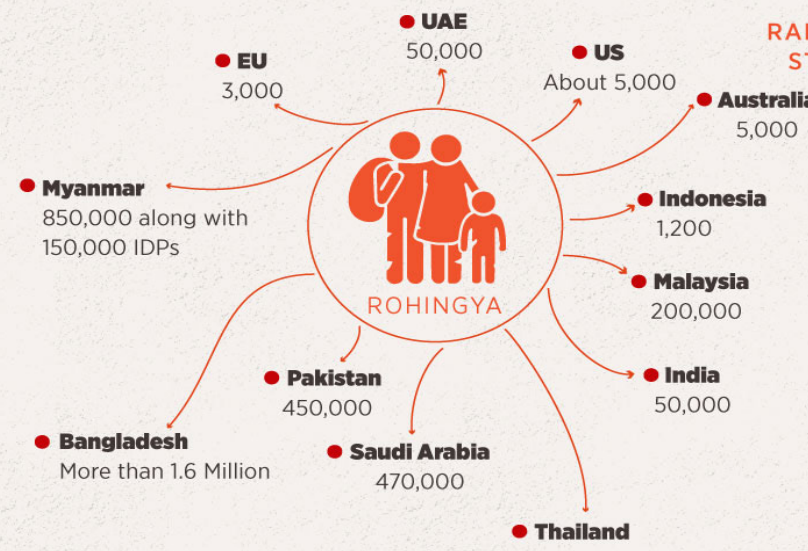 UAE
50,000
EU
3,000
US
About 5,000
Australia
5,000
Myanmar
850,000 along with
150,000 IDPs
Indonesia
1,200
Malaysia
200,000
ROHINGYA
India
50,000
Pakistan
450,000
Bangladesh
More than 1.6 Million
Saudi Arabia
470,000
Thailand